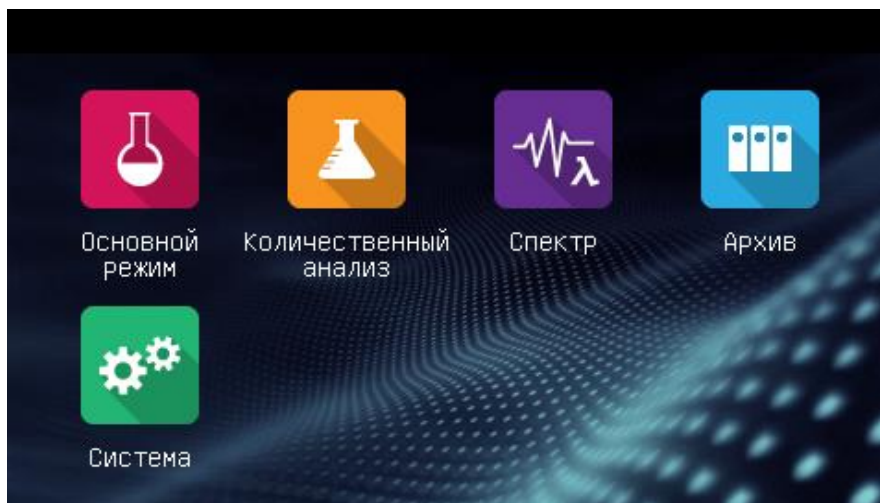 Основной
режим
Количественный
анализ
Спектр
λ
Архив
Система